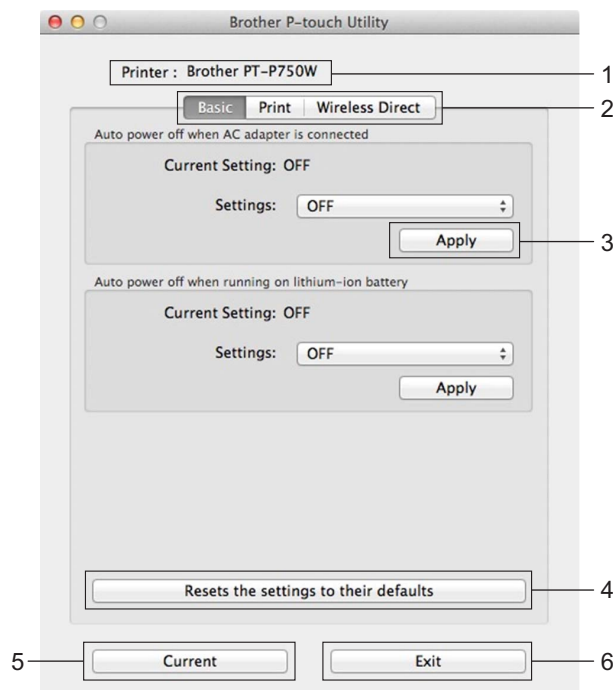 Brother P-touch Utility
Printer : Brother PT-P750W
1
Basic Print Wireless Direct
2
Auto power off when AC adapter is connected
Current Setting: OFF
Settings: OFF
Apply
3
Auto power off when running on lithium-ion battery
Current Setting: OFF
Settings: OFF
Apply
Resets the settings to their defaults
4
5
Current
Exit
6